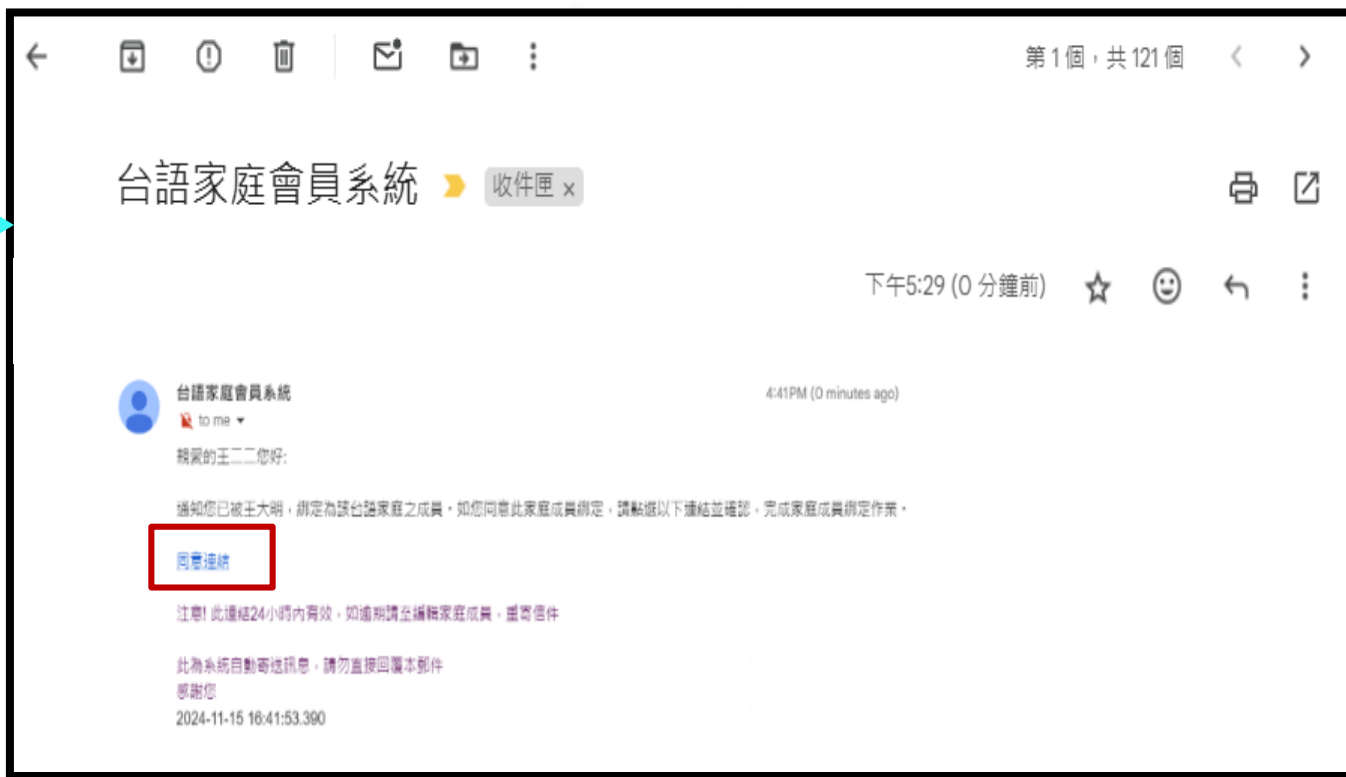 第 1 個，共 121 個
台語家庭會員系統 收件匣 ×
下午5:29 (0 分鐘前)
台語家庭會員系統 4:41PM (0 minutes ago)
to me
親愛的王二二您好:
通知您已被王大明，綁定為該台語家庭之成員。如您同意此家庭成員綁定，請點選以下連結並確認，完成家庭成員綁定作業。
同意連結
注意! 此連結24小時內有效，如逾期請至編輯家庭成員，重寄信件
此為系統自動寄送訊息，請勿直接回覆本郵件
感謝您
2024-11-15 16:41:53.390